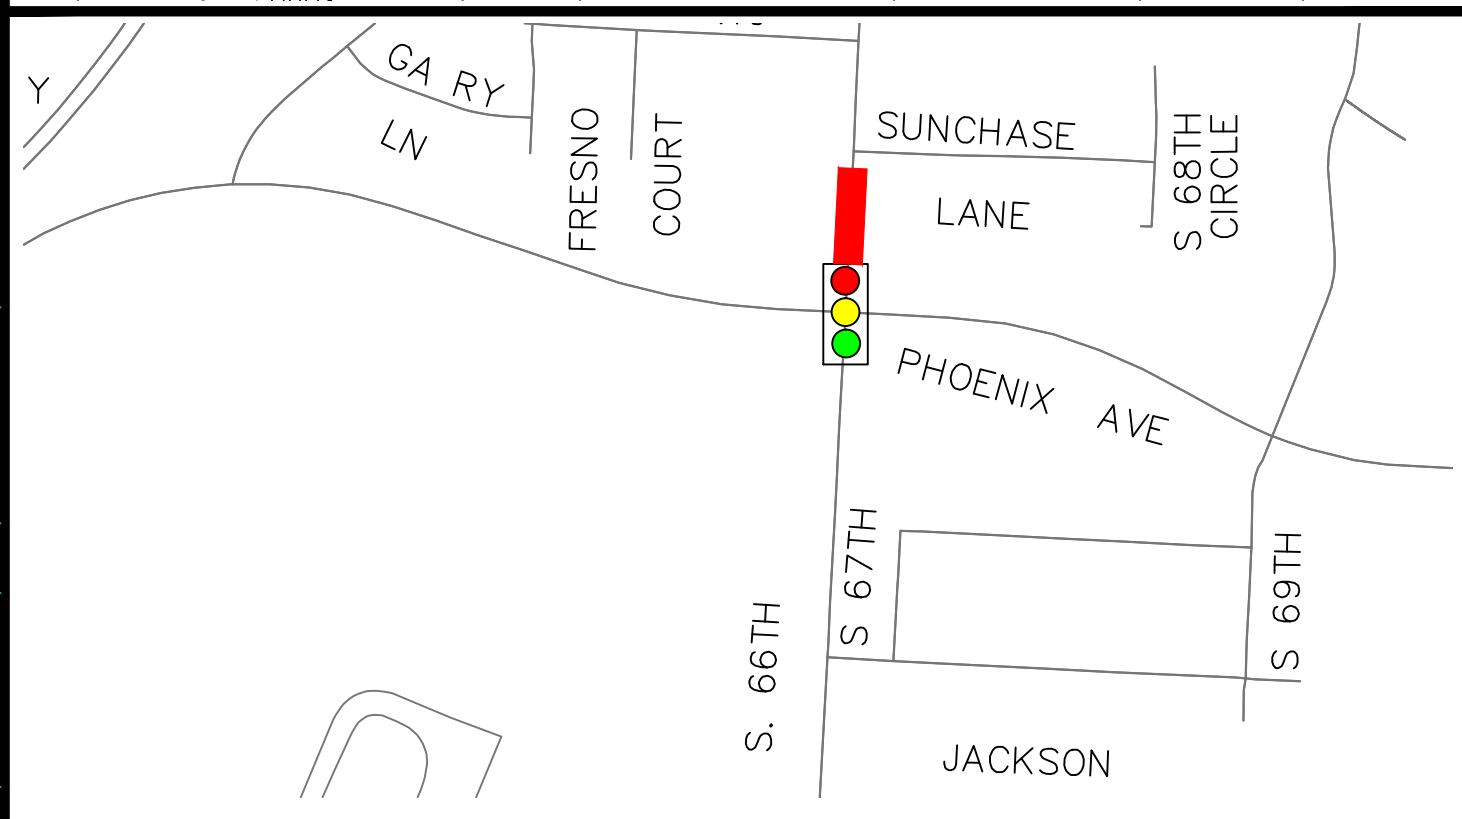 Y
GA RY
LN
FRESNO
COURT
SUNCHASE
LANE
S 68TH
CIRCLE
PHOENIX AVE
S 67TH
S. 66TH
S 69TH
JACKSON